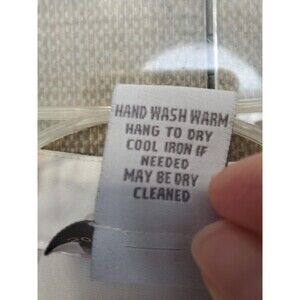 HAND WASH WARM
HANG TO DRY
COOL IRON IF
NEEDED
MAY BE DRY
CLEANED